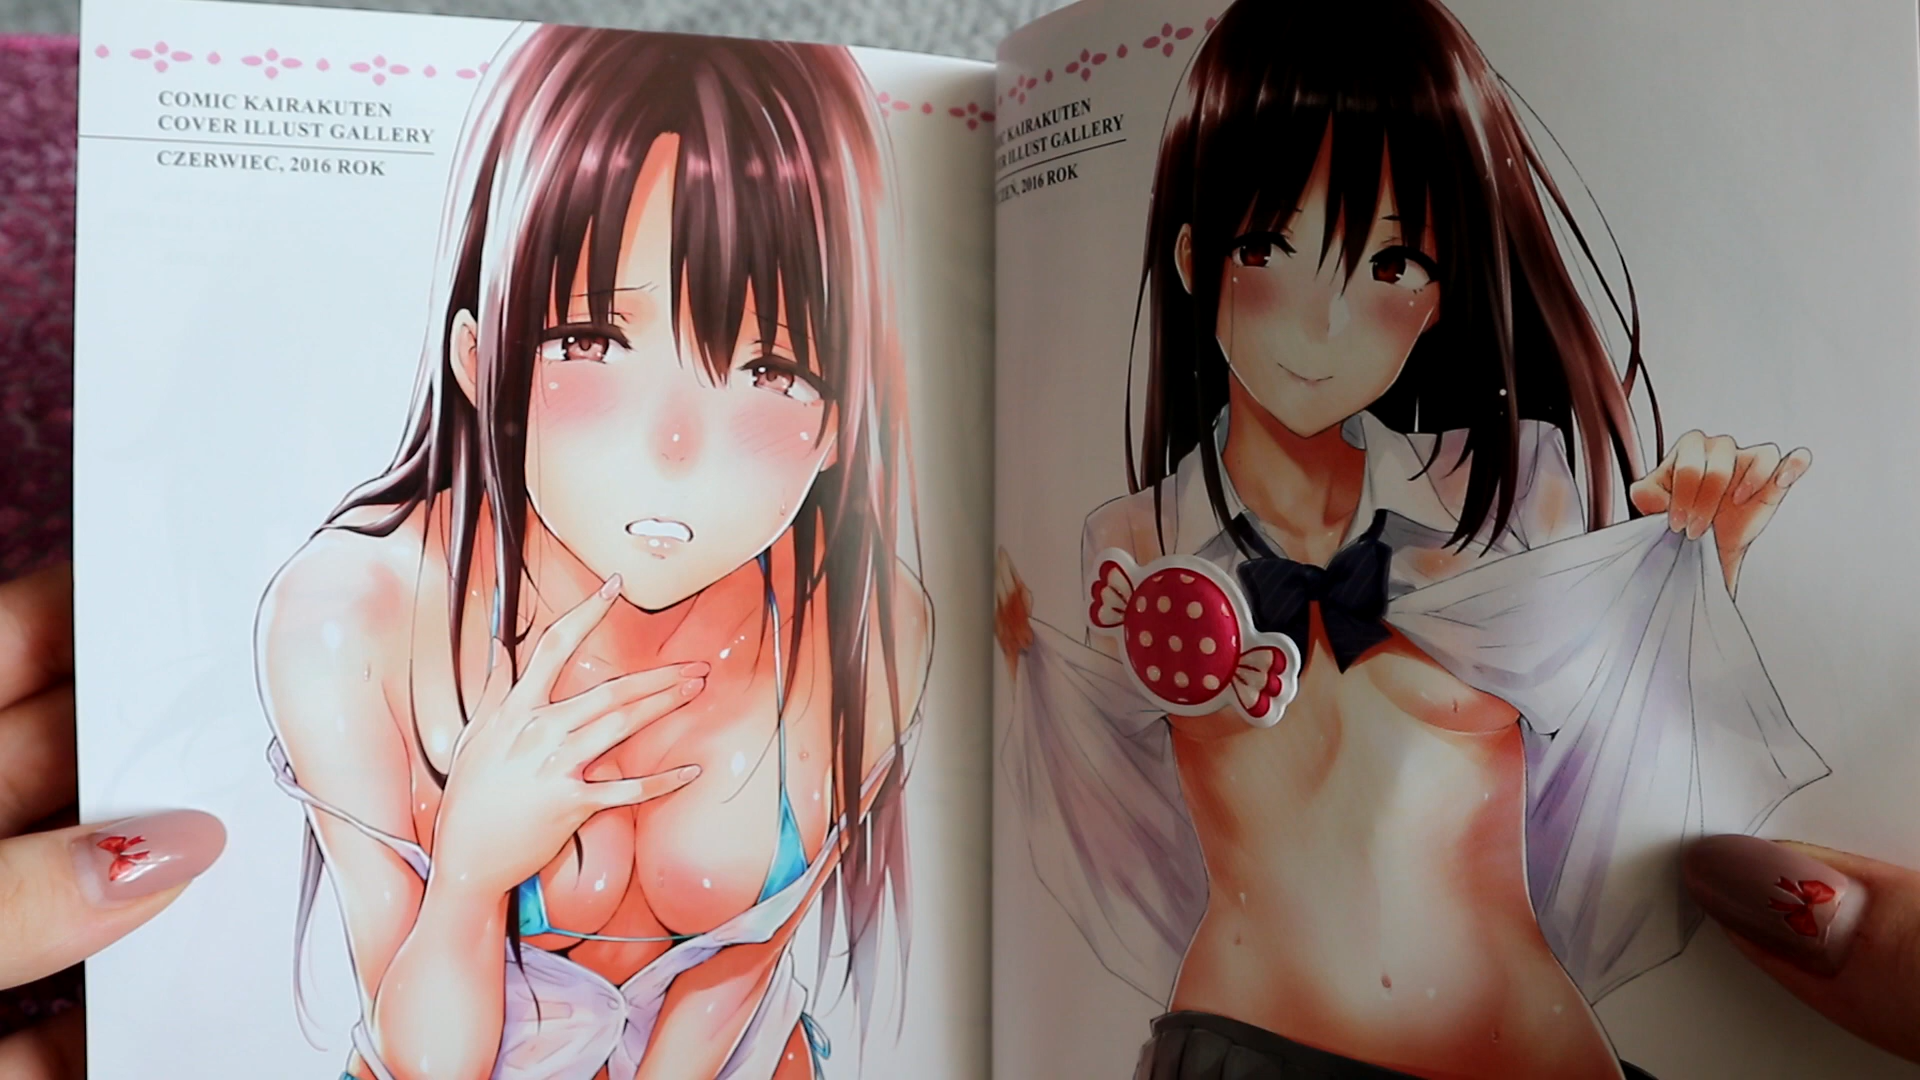 COMIC KAIRAKUTEN
COVER ILLUST GALLERY
CZERWIEC, 2016 ROK
KAIRAKUTEN
ILLUST GALLERY
2016 ROK